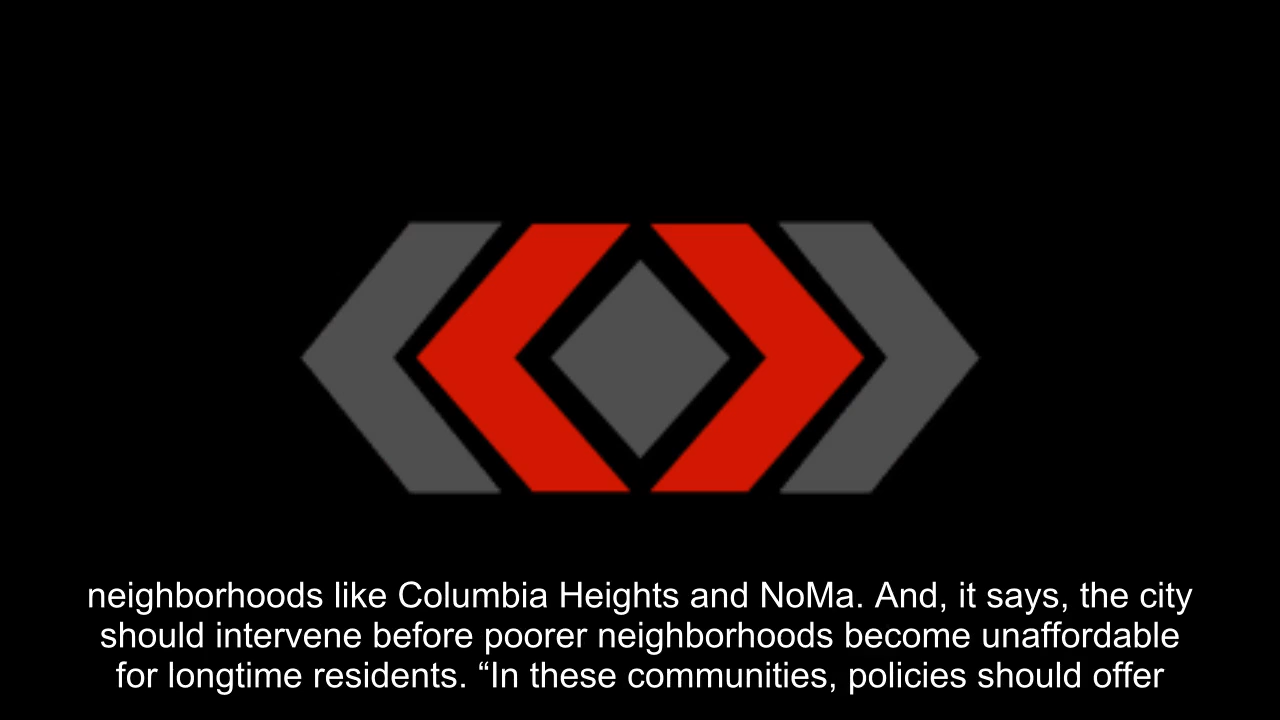 neighborhoods like Columbia Heights and NoMa. And, it says, the city
should intervene before poorer neighborhoods become unaffordable
for longtime residents. “In these communities, policies should offer